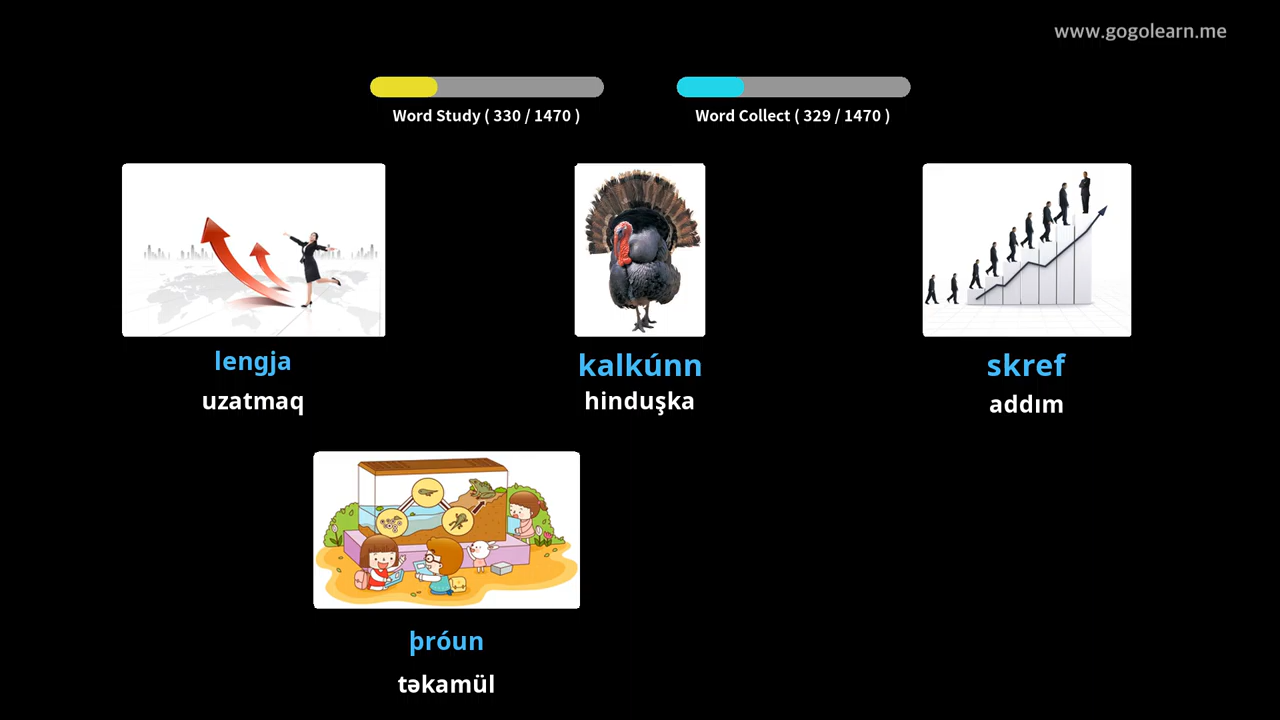 www.gogolearn.me
Word Study ( 330 / 1470 )
Word Collect ( 329 / 1470 )
lengja
uzatmaq
kalkúnn
hinduşka
skref
addım
þróun
təkamül